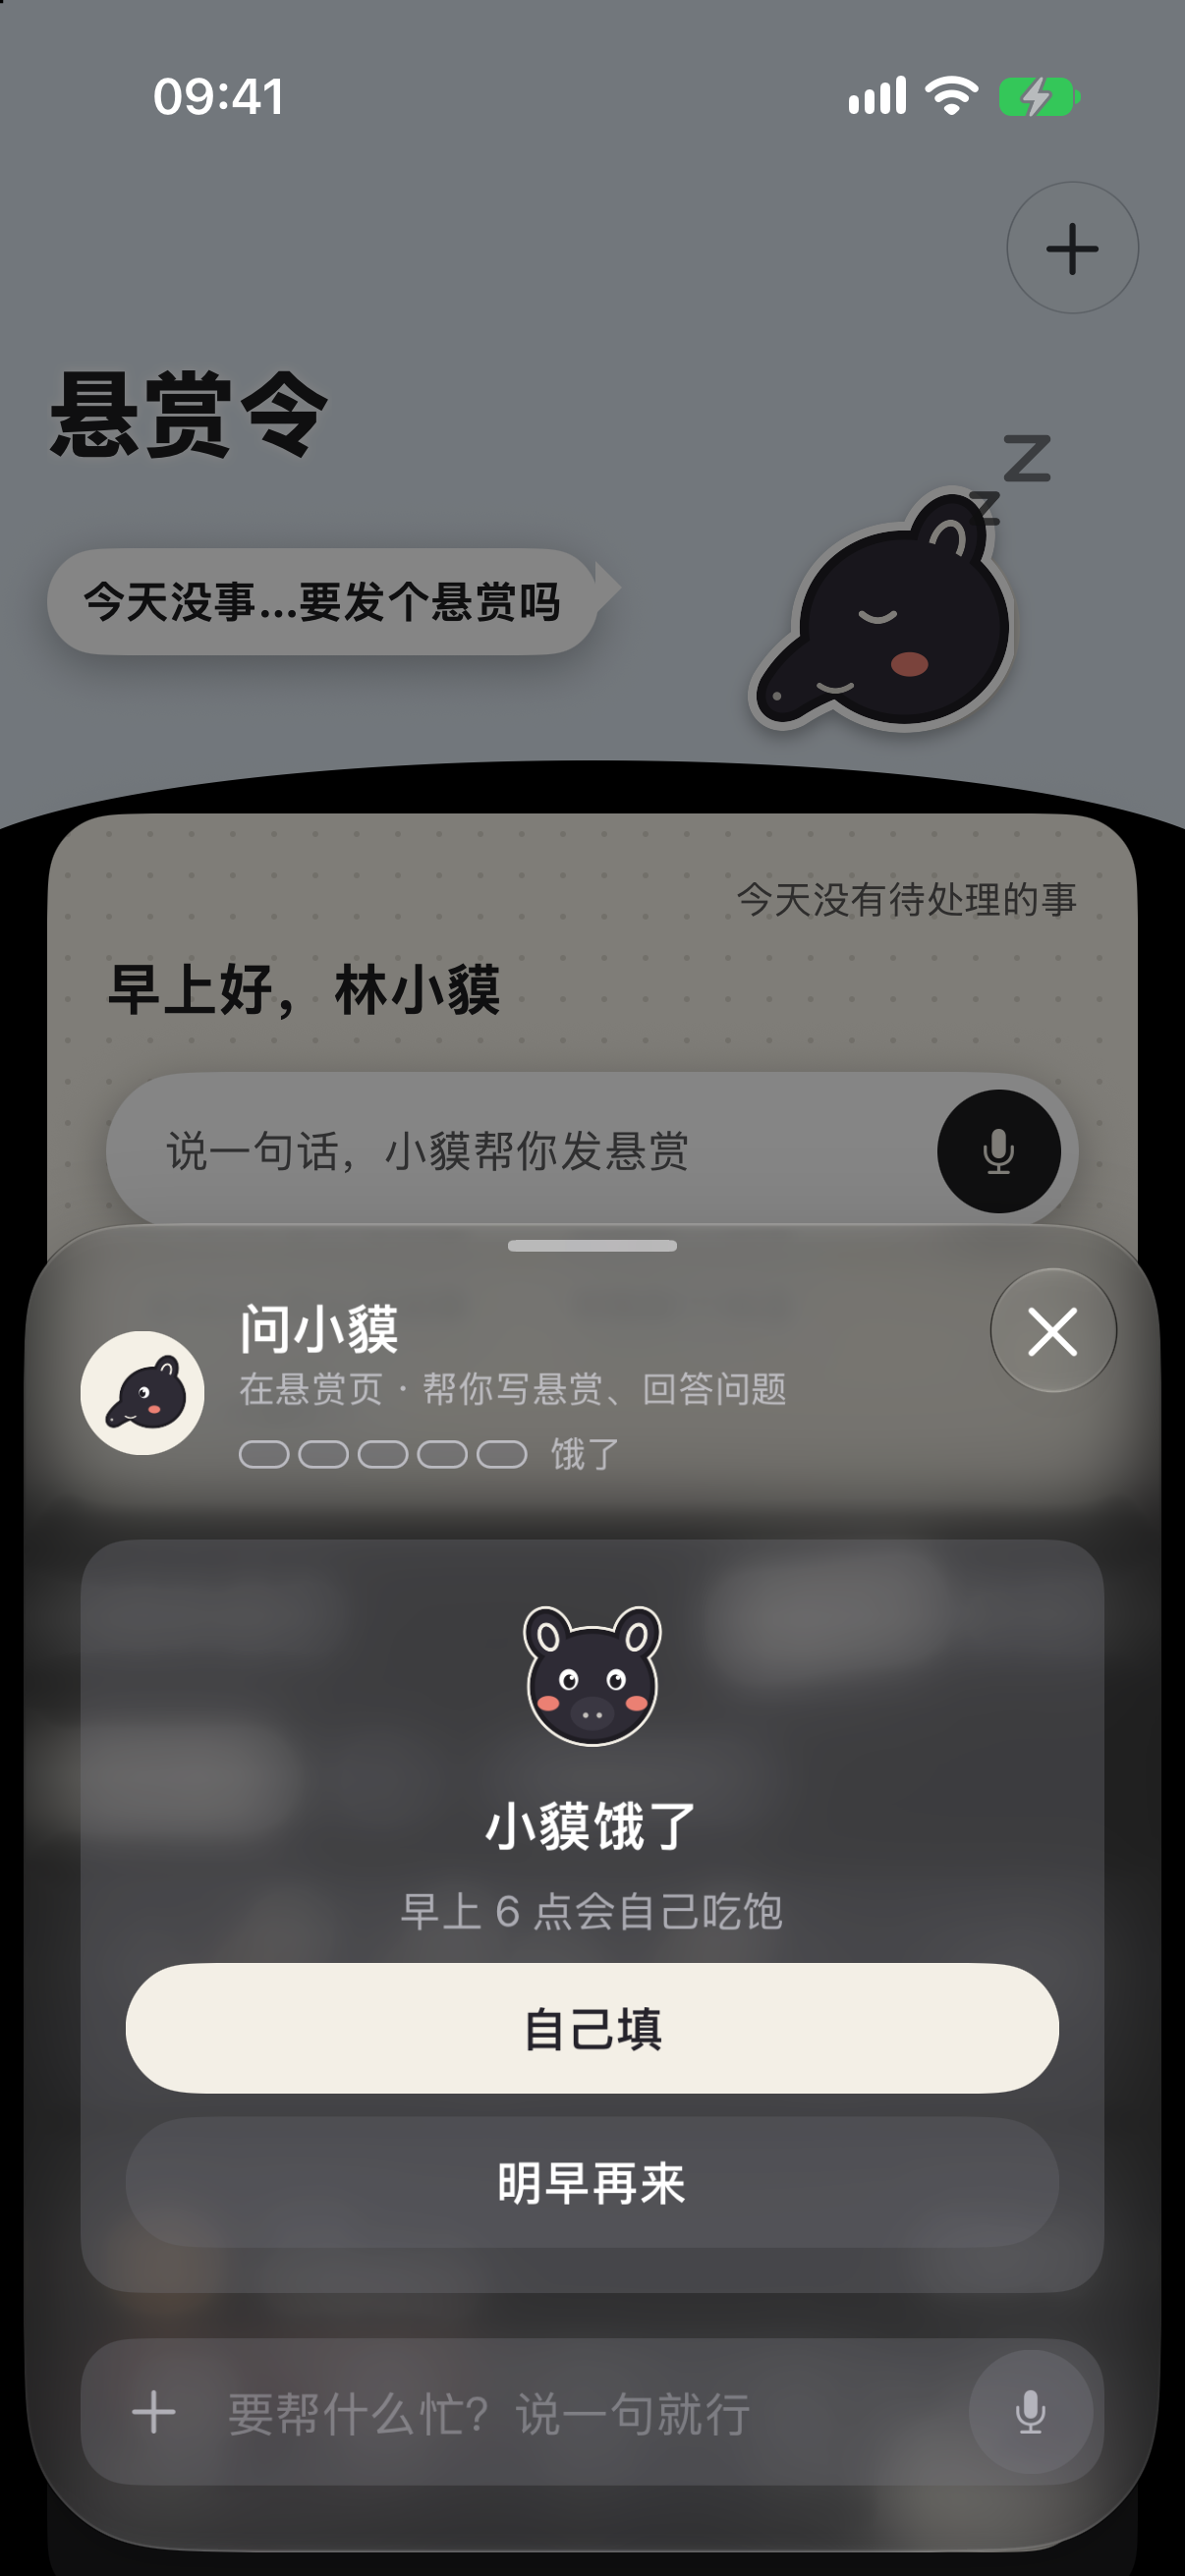 09:41
悬赏令
z
z
今天没事...要发个悬赏吗
今天没有待处理的事
早上好，林小貘
说一句话，小貘帮你发悬赏
问小貘
在悬赏页 · 帮你写悬赏、回答问题
饿了
小貘饿了
早上 6 点会自己吃饱
自己填
明早再来
要帮什么忙？说一句就行